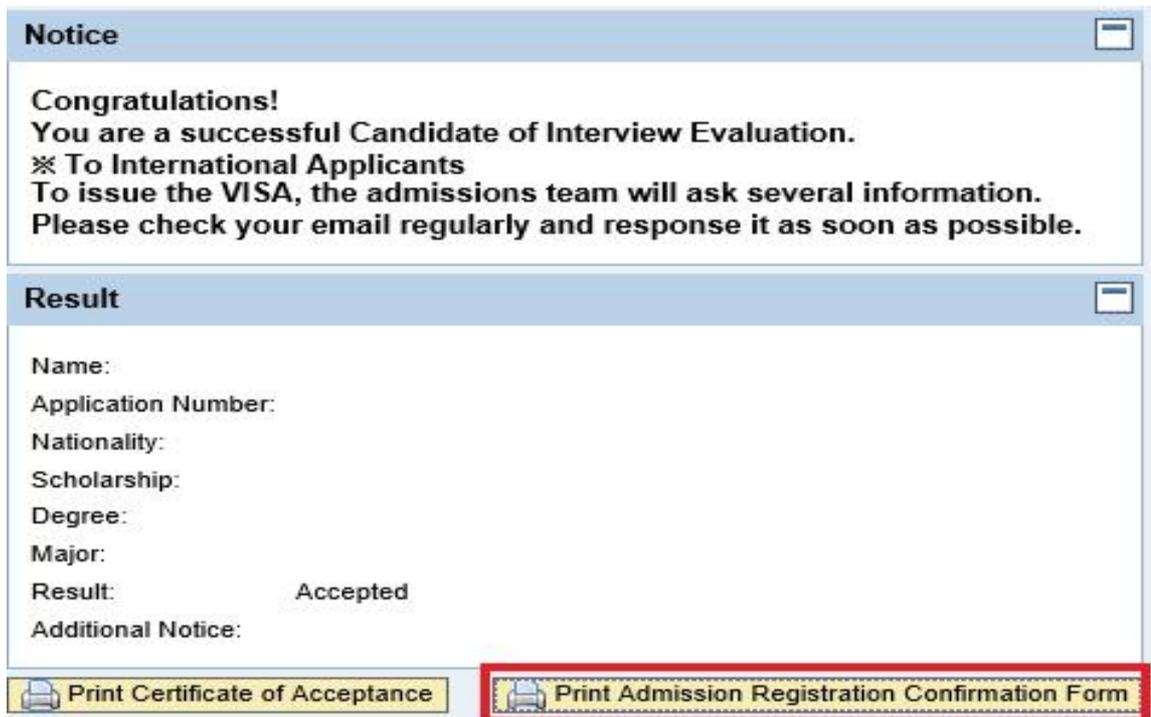 Notice
Congratulations!
You are a successful Candidate of Interview Evaluation.
※ To International Applicants
To issue the VISA, the admissions team will ask several information.
Please check your email regularly and response it as soon as possible.
Result
Name:
Application Number:
Nationality:
Scholarship:
Degree:
Major:
Result: Accepted
Additional Notice:
Print Certificate of Acceptance Print Admission Registration Confirmation Form